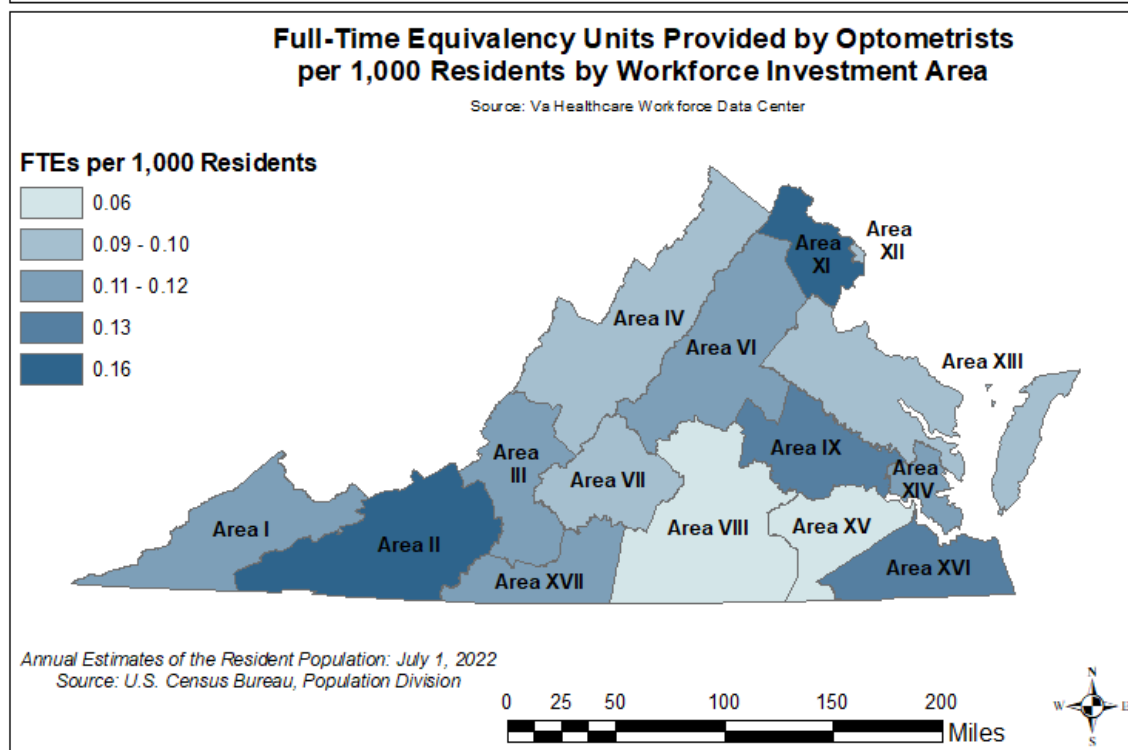 Full-Time Equivalency Units Provided by Optometrists
per 1,000 Residents by Workforce Investment Area
Source: Va Healthcare Workforce Data Center
FTEs per 1,000 Residents
0.06
0.09 - 0.10
0.11 - 0.12
0.13
0.16
Area
XI
Area
XII
Area IV
Area VI
Area XIII
Area
III
Area VII
Area IX
Area
XIV
Area I
Area II
Area VIII
Area XV
Area XVII
Area XVI
Annual Estimates of the Resident Population: July 1, 2022
Source: U.S. Census Bureau, Population Division
0 25 50 100 150 200
Miles
N
W E
S